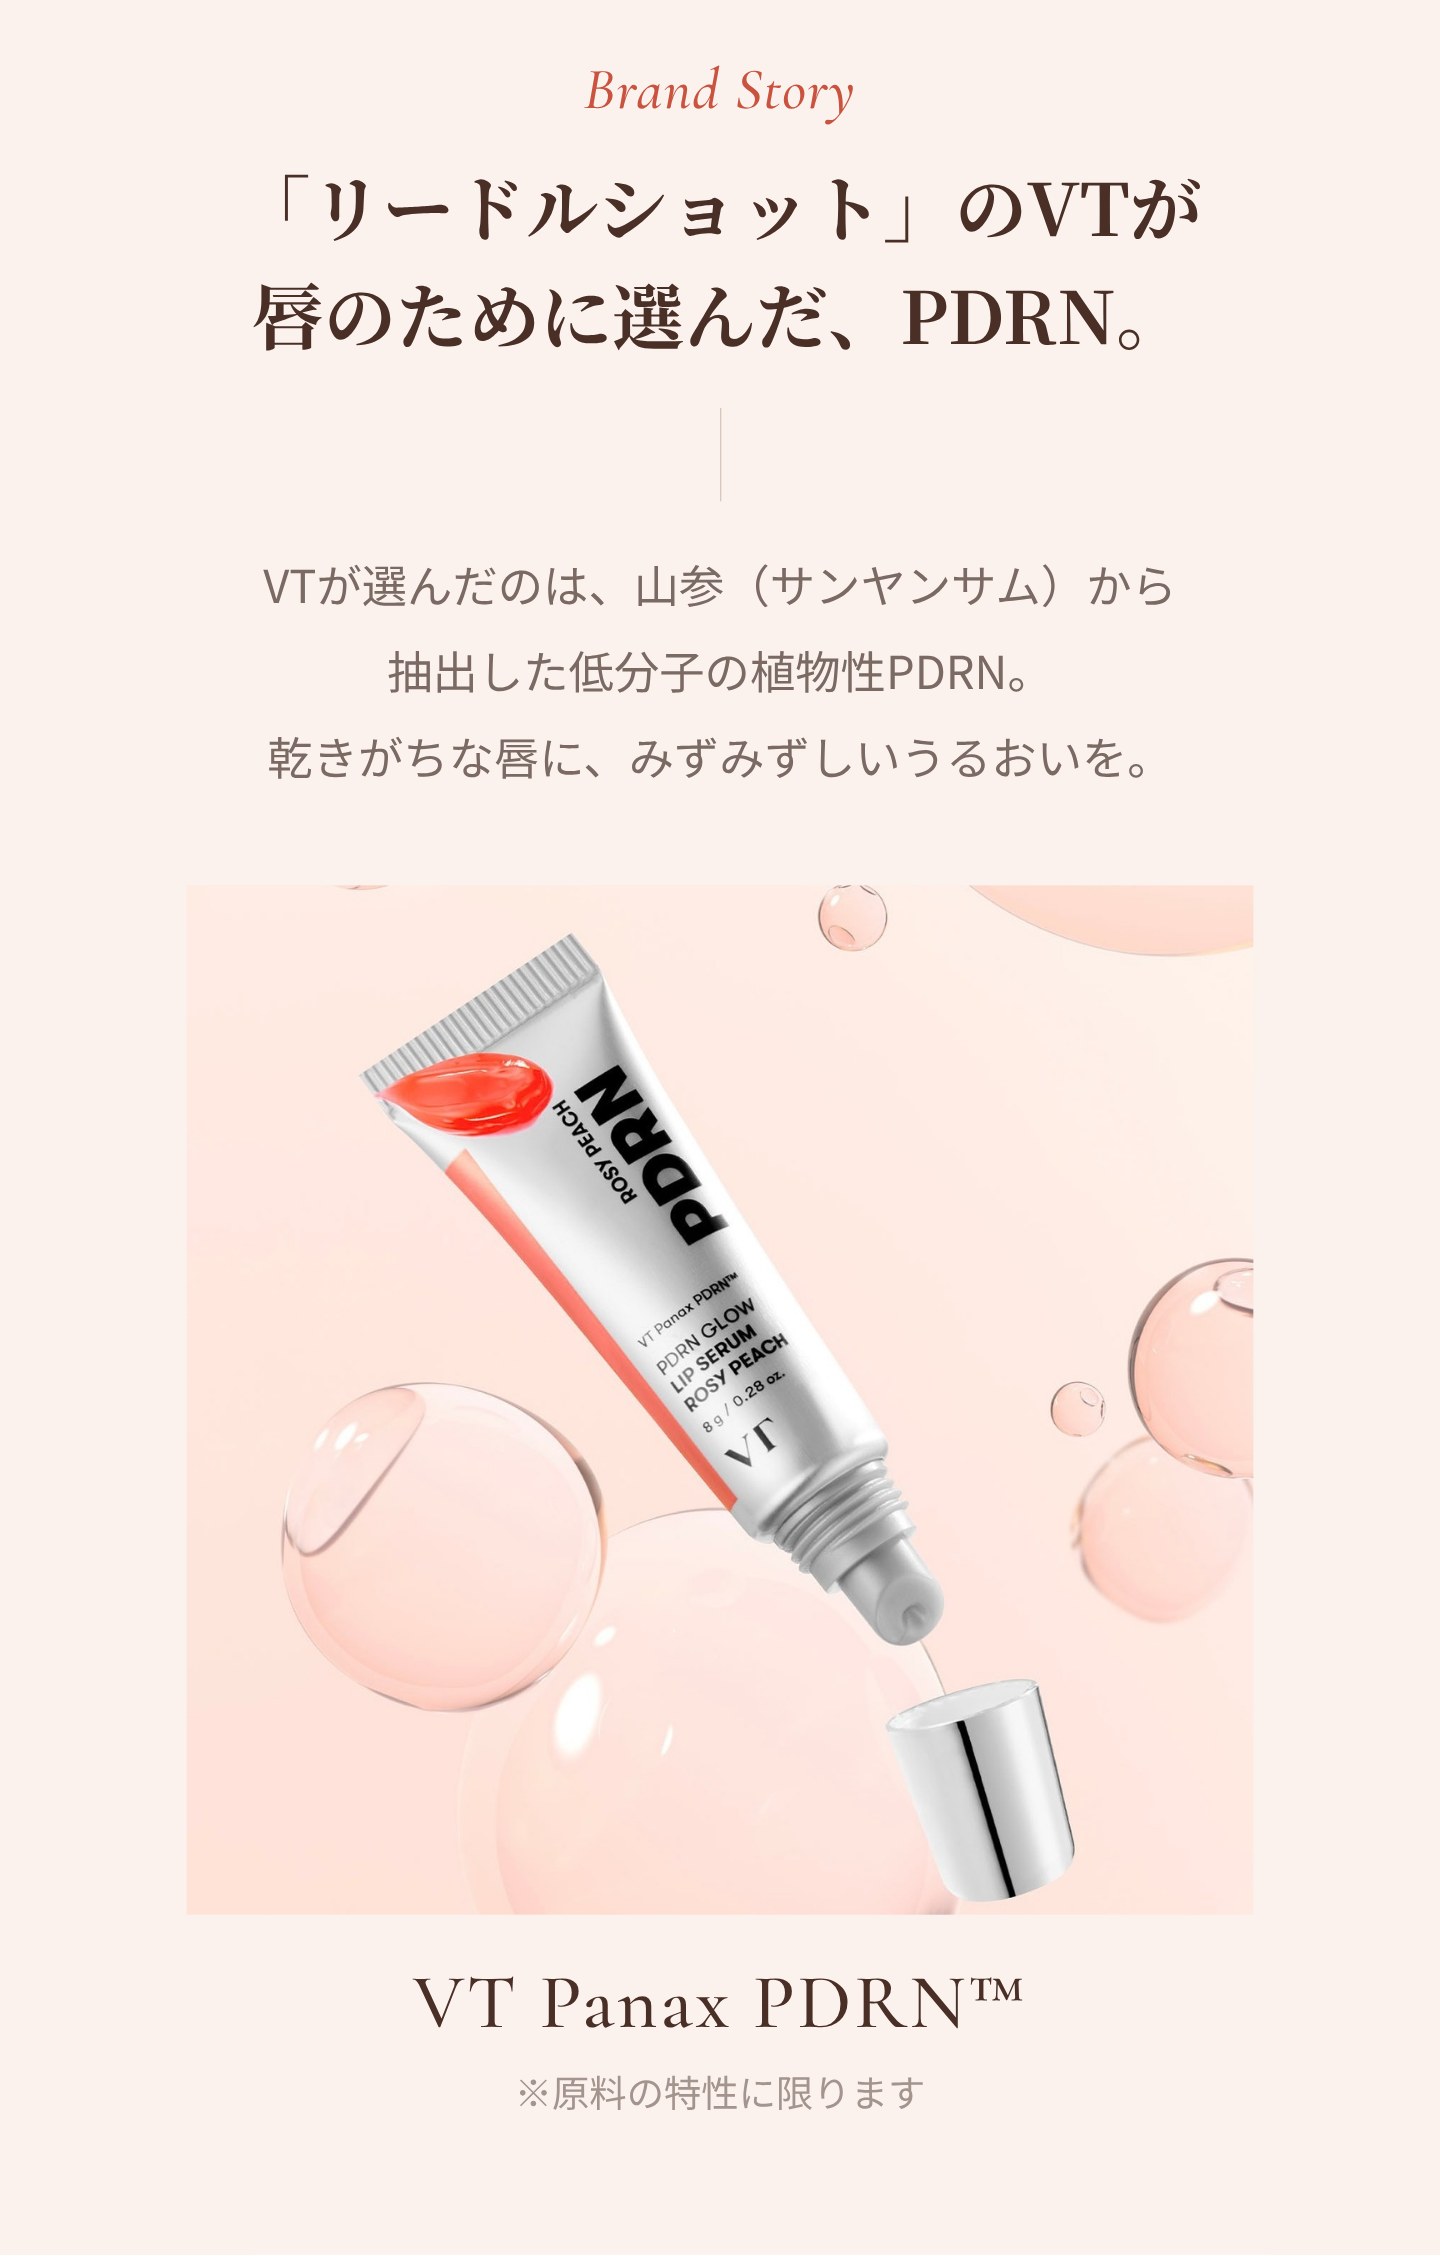 Brand Story
「リードルショット」のVTが
唇のために選んだ、PDRN。
VTが選んだのは、山参（サンヤンサム）から
抽出した低分子の植物性PDRN。
乾きがちな唇に、みずみずしいうるおいを。
PDRN
ROSY PEACH
VT Panax PDRN™
PDRN GLOW
LIP SERUM
ROSY PEACH
8 g / 0.28 oz.
VT
VT Panax PDRN™
※原料の特性に限ります